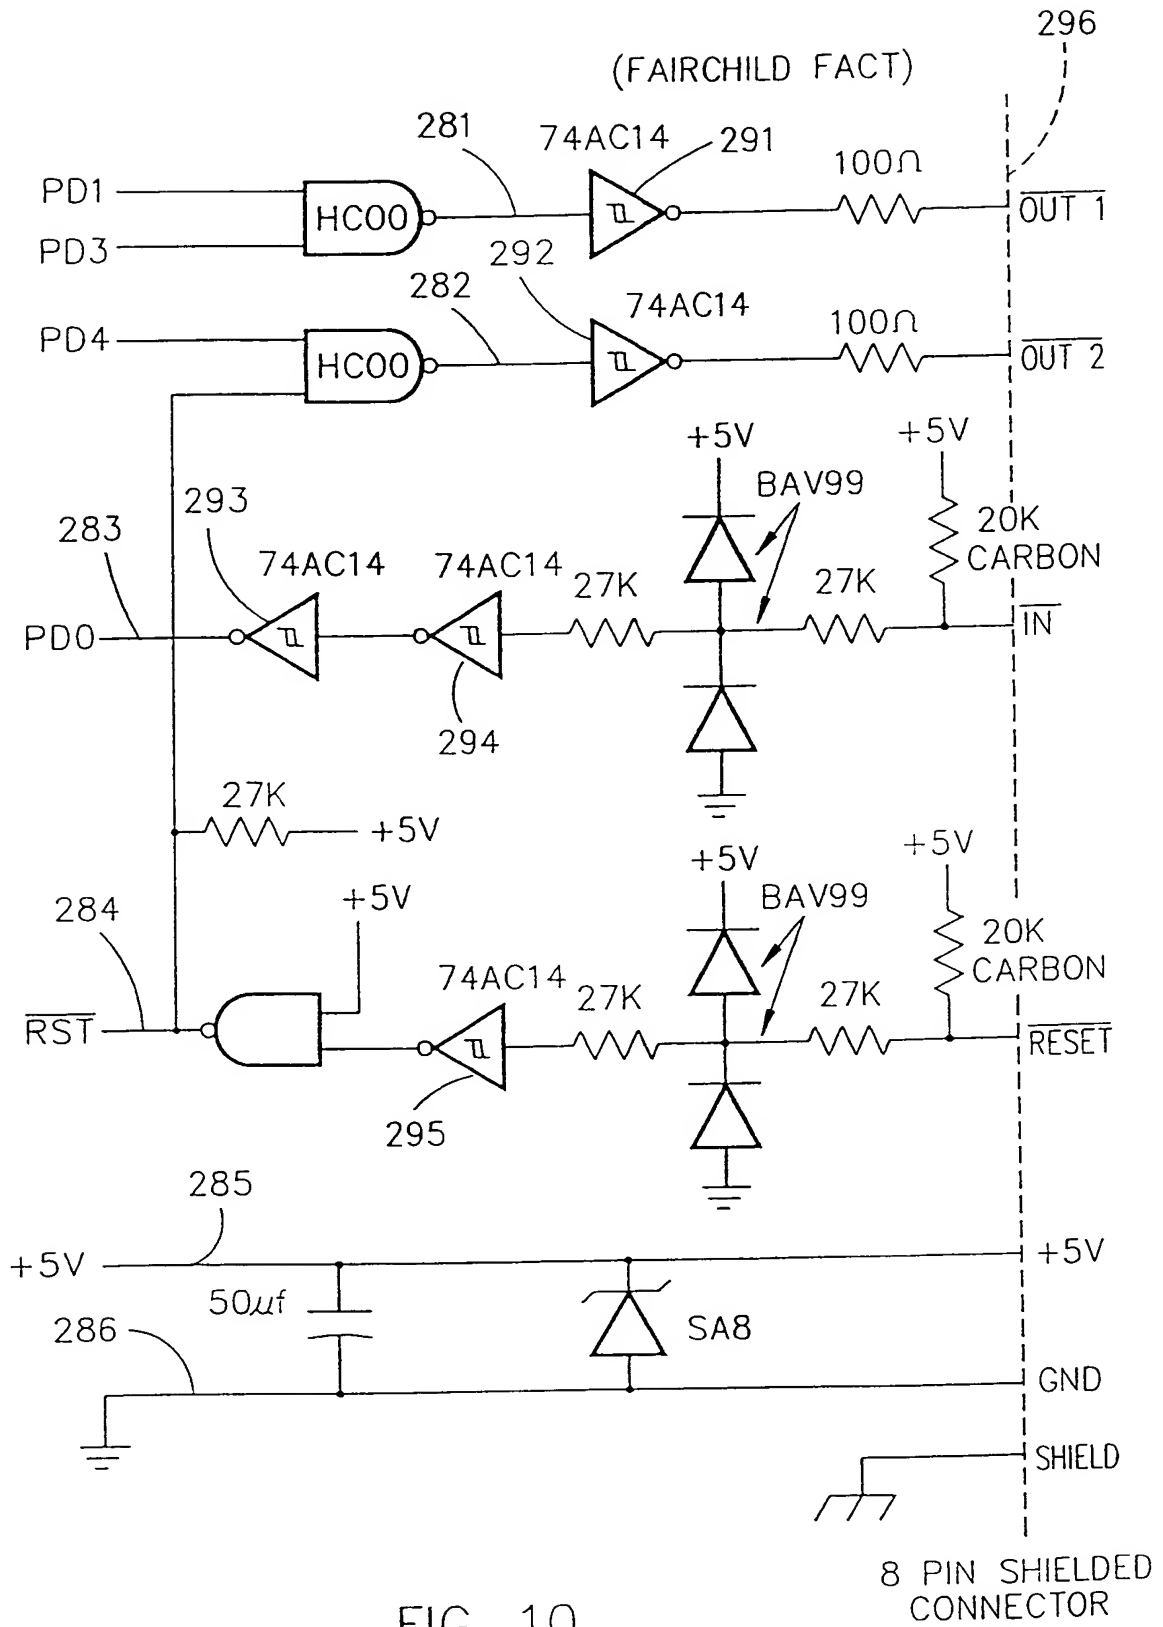 296
(FAIRCHILD FACT)
281
74AC14
291
100Ω
PD1
HC00
OUT 1
PD3
292
282
74AC14
100Ω
PD4
HC00
OUT 2
+5V
+5V
BAV99
293
283
20K
CARBON
74AC14
74AC14
27K
27K
PD0
IN
294
27K
+5V
+5V
+5V
BAV99
284
+5V
20K
CARBON
74AC14
27K
27K
RST
RESET
295
285
+5V
+5V
50µf
SA8
286
GND
SHIELD
8 PIN SHIELDED
CONNECTOR
FIG. 10